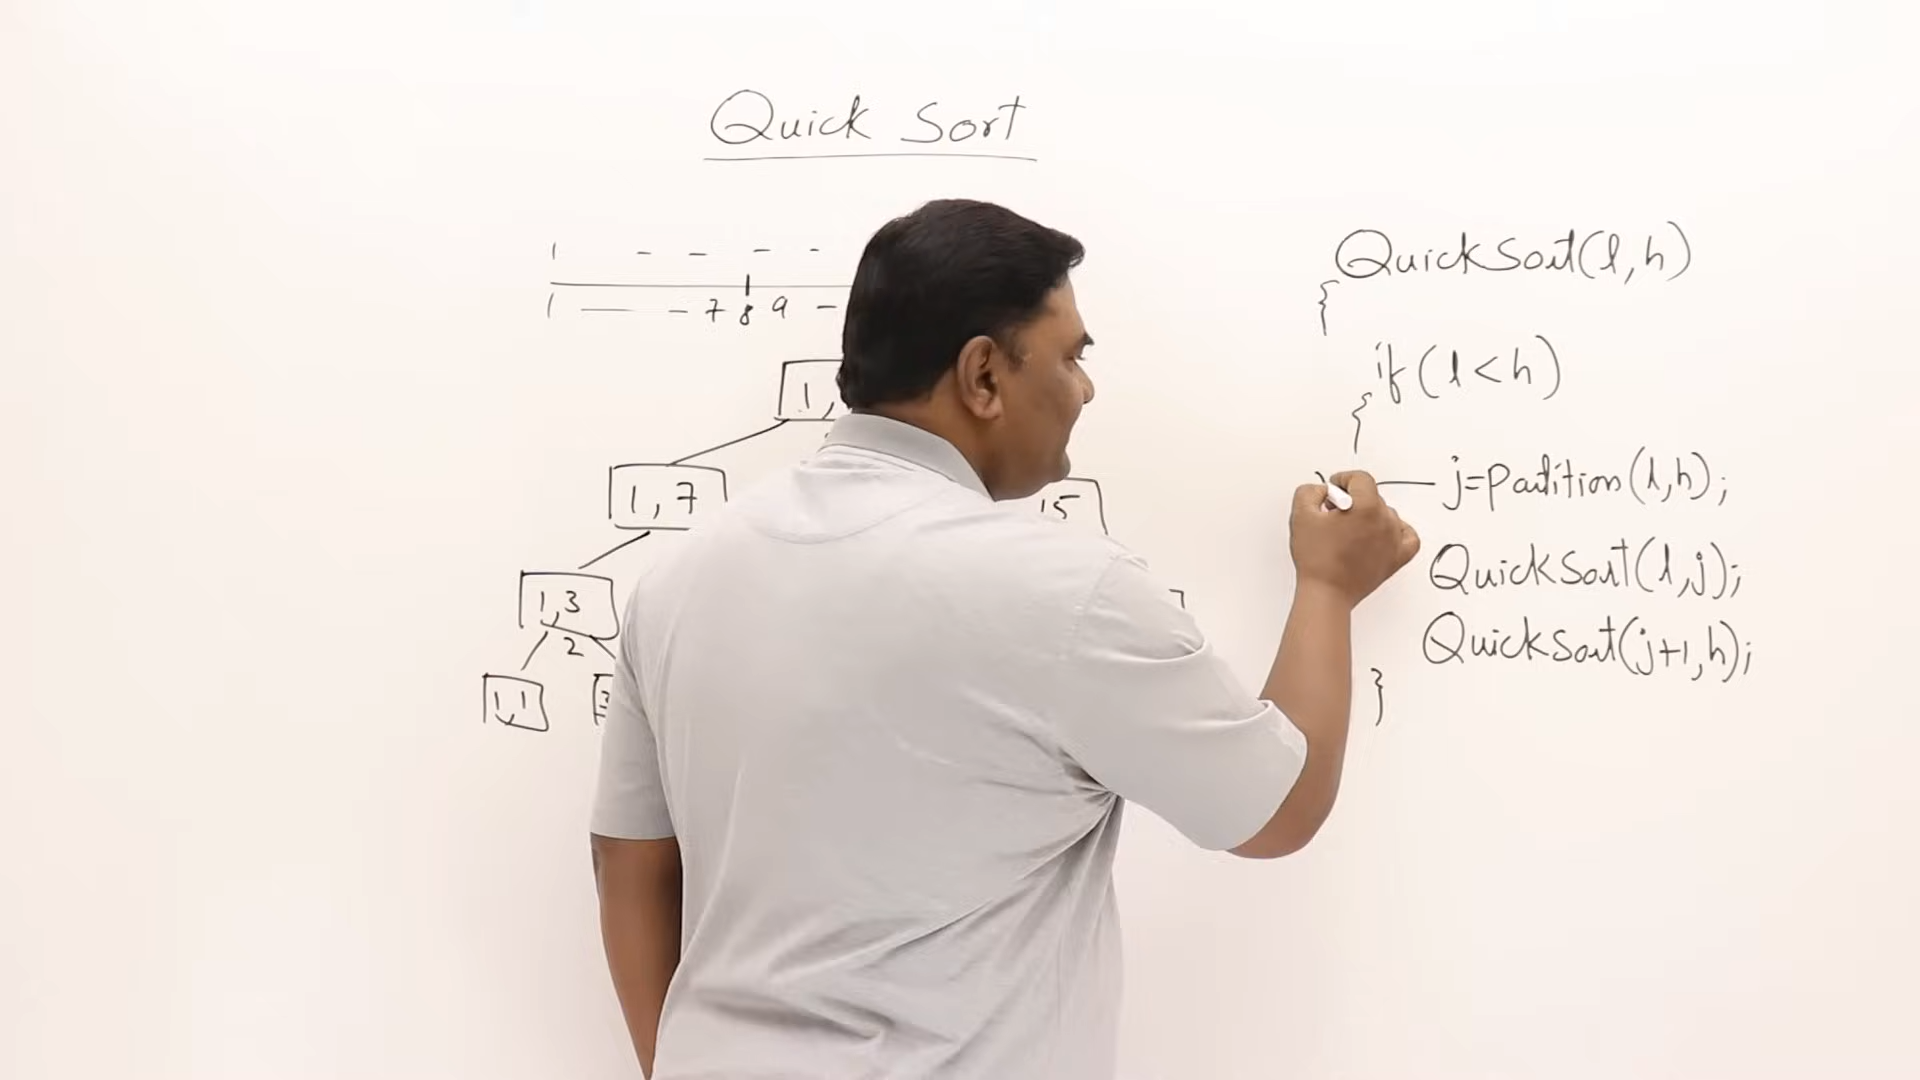 Quick Sort
1 - - - -
1 — - 7 8 9 -
1,
1, 7
15
1,3
2
1,1
QuickSort(l,h)
{
if(l<h)
{
j=partition(l,h);
QuickSort(l,j);
QuickSort(j+1,h);
}